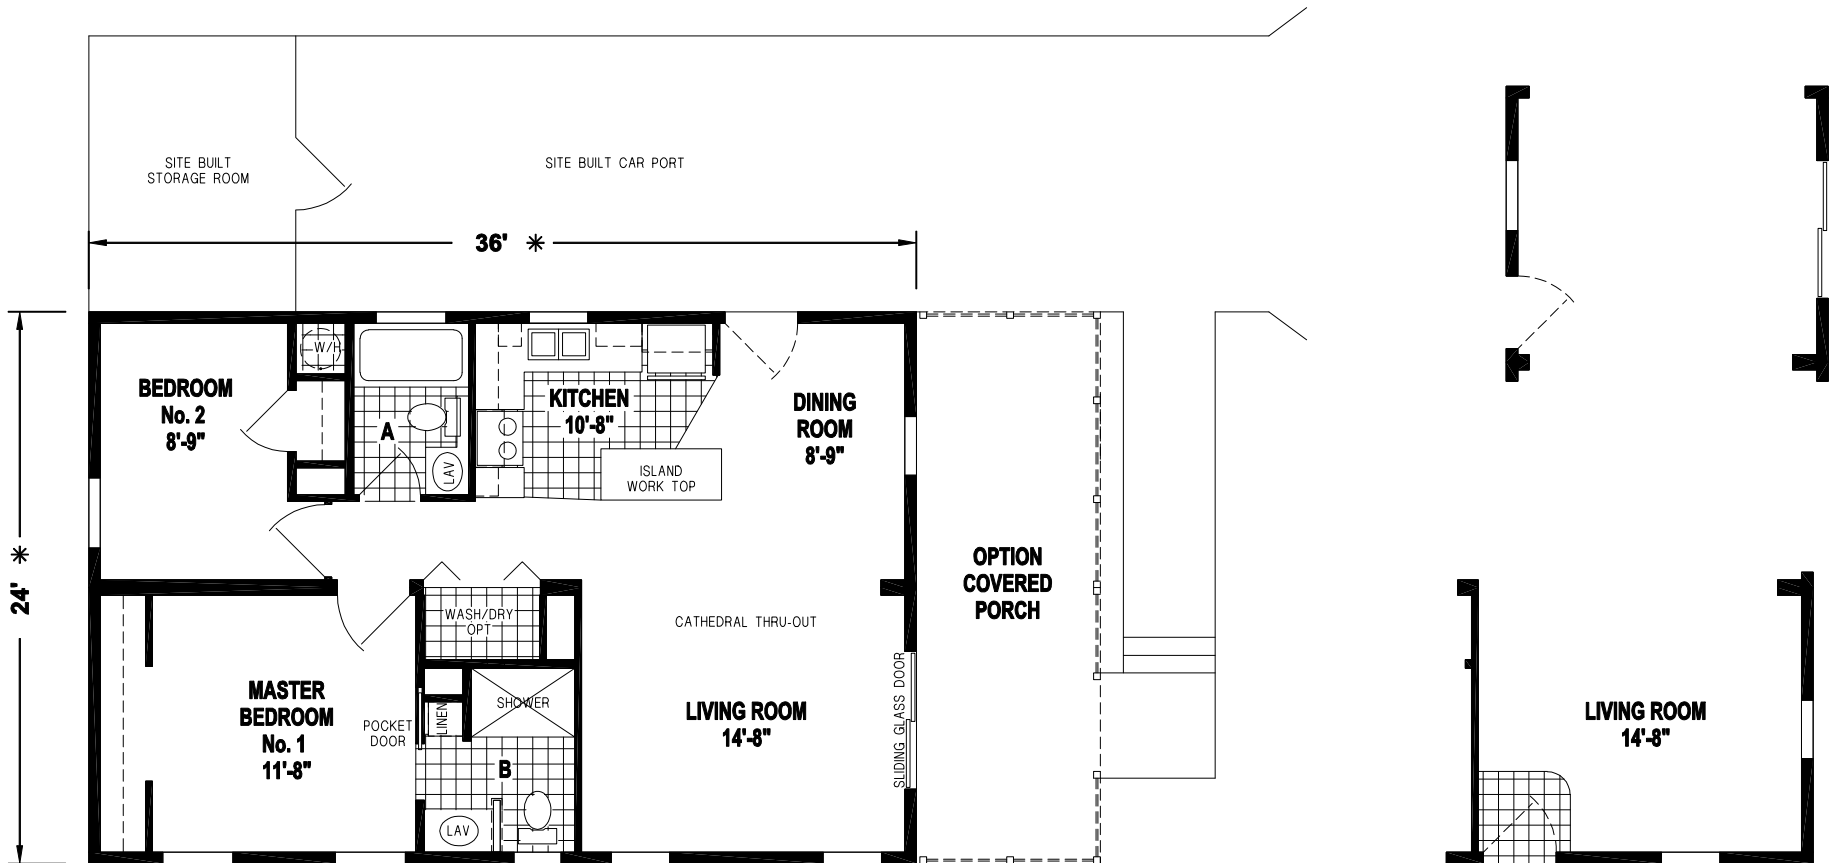 SITE BUILT
STORAGE ROOM
SITE BUILT CAR PORT
36' ✳
24' ✳
W/H
BEDROOM
No. 2
8'-9"
A
LAV
KITCHEN
10'-8"
ISLAND
WORK TOP
DINING
ROOM
8'-9"
OPTION
COVERED
PORCH
WASH/DRY
OPT
CATHEDRAL THRU-OUT
MASTER
BEDROOM
No. 1
11'-8"
POCKET
DOOR
LINEN
SHOWER
B
LAV
LIVING ROOM
14'-8"
SLIDING GLASS DOOR
LIVING ROOM
14'-8"